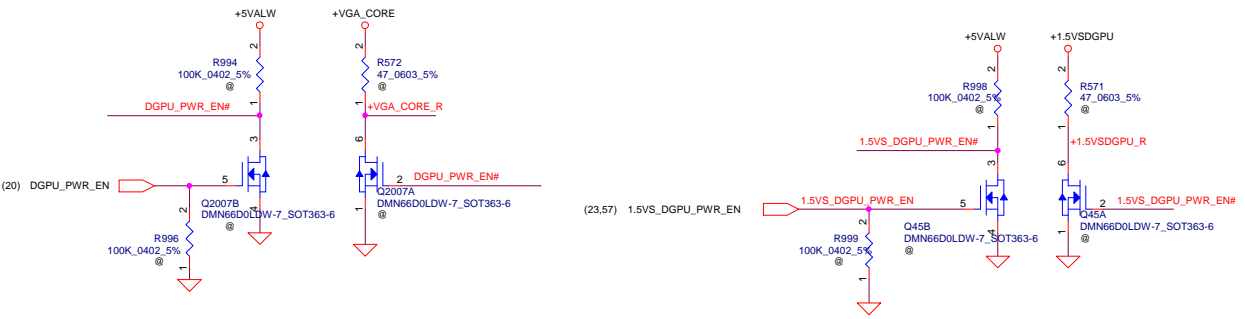 +5VALW
+VGA_CORE
2
R994
100K_0402_5%
@
1
2
R572
47_0603_5%
@
1
DGPU_PWR_EN#
+VGA_CORE_R
3
6
(20) DGPU_PWR_EN
5
2
DGPU_PWR_EN#
Q2007B
DMN66D0LDW-7_SOT363-6
@
4
Q2007A
DMN66D0LDW-7_SOT363-6
@
1
2
R996
100K_0402_5%
@
1
+5VALW
+1.5VSDGPU
2
R998
100K_0402_5%
@
1
2
R571
47_0603_5%
@
1
1.5VS_DGPU_PWR_EN#
+1.5VSDGPU_R
3
6
(23,57) 1.5VS_DGPU_PWR_EN
1.5VS_DGPU_PWR_EN
5
2
1.5VS_DGPU_PWR_EN#
Q45B
DMN66D0LDW-7_SOT363-6
@
4
Q45A
DMN66D0LDW-7_SOT363-6
@
1
2
R999
100K_0402_5%
@
1